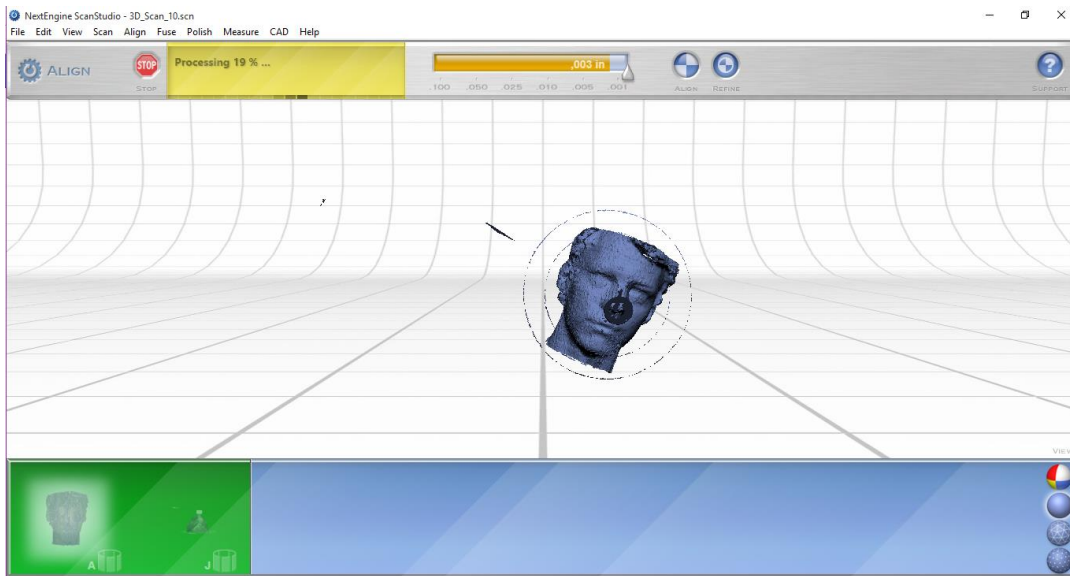 NextEngine ScanStudio - 3D_Scan_10.scn
File Edit View Scan Align Fuse Polish Measure CAD Help
ALIGN
STOP
STOP
Processing 19 % ...
,003 in
.100 .050 .025 .010 .005 .001
ALIGN REFINE
?
SUPPORT
VIEW
A
J